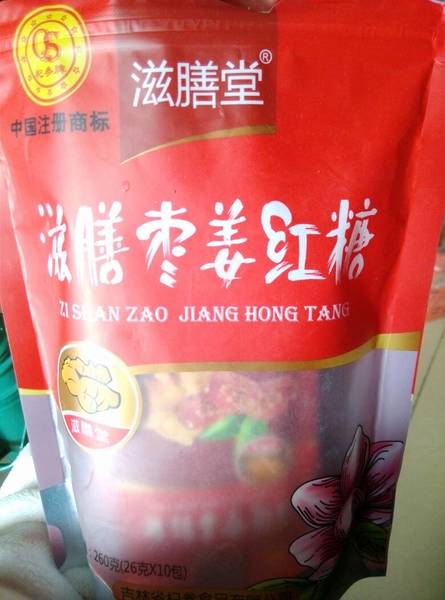 滋膳堂®
中国注册商标
滋膳枣姜红糖
ZI SHAN ZAO JIANG HONG TANG
滋膳堂
: 260克(26克X10包)